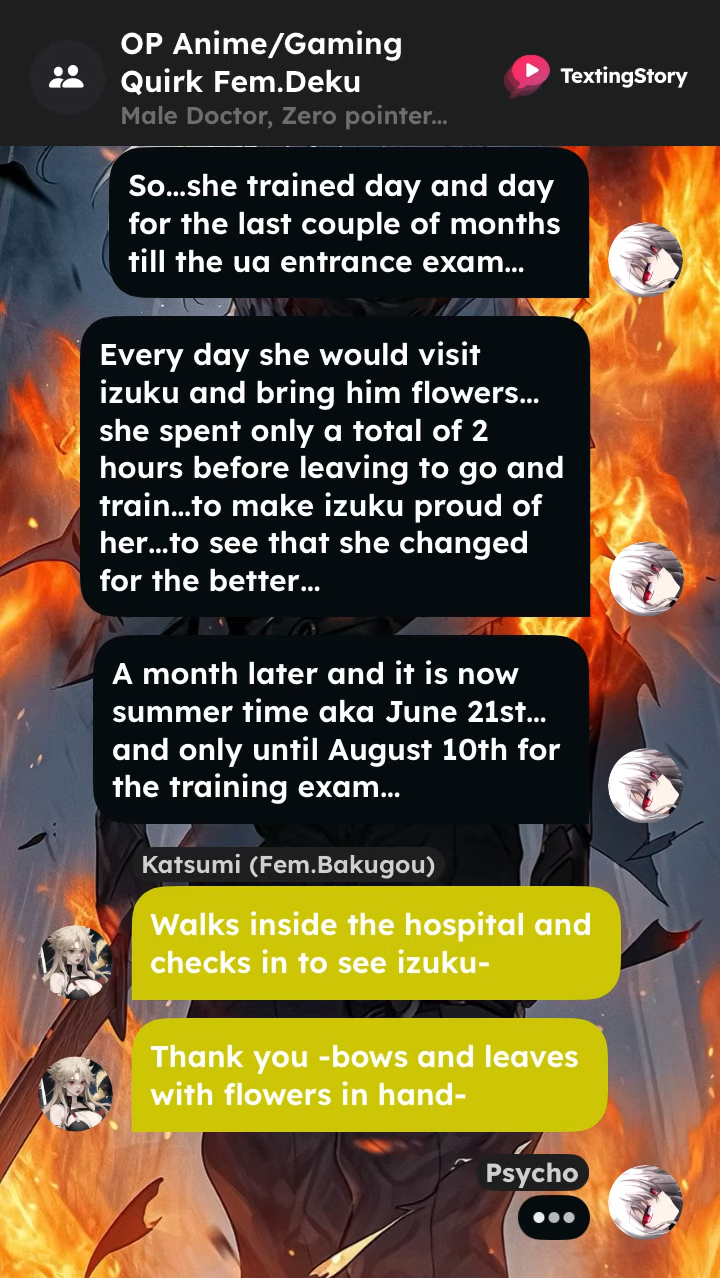 OP Anime/Gaming
Quirk Fem.Deku
Male Doctor, Zero pointer...
TextingStory
So...she trained day and day
for the last couple of months
till the ua entrance exam...
Every day she would visit
izuku and bring him flowers...
she spent only a total of 2
hours before leaving to go and
train...to make izuku proud of
her...to see that she changed
for the better...
A month later and it is now
summer time aka June 21st...
and only until August 10th for
the training exam...
Katsumi (Fem.Bakugou)
Walks inside the hospital and
checks in to see izuku-
Thank you -bows and leaves
with flowers in hand-
Psycho